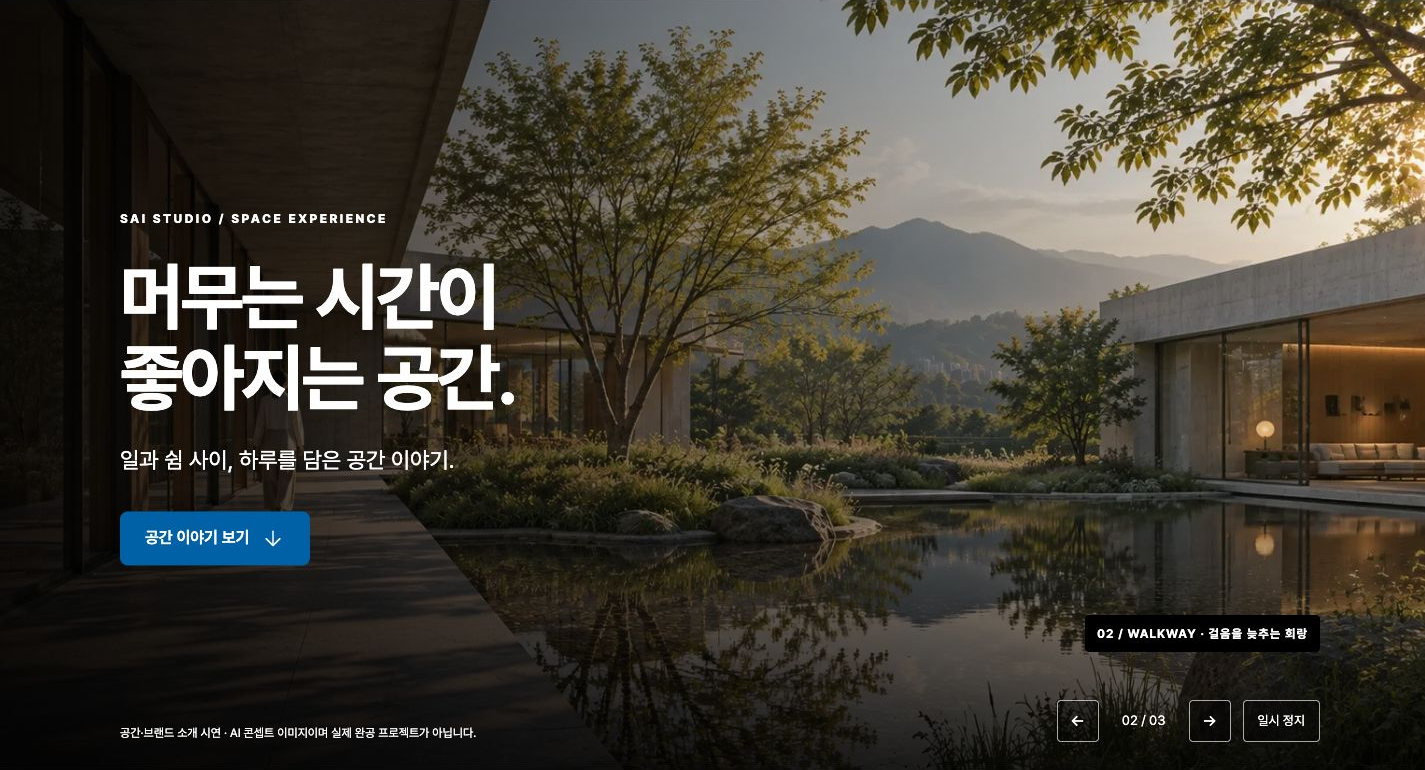 SAI STUDIO / SPACE EXPERIENCE
머무는 시간이
좋아지는 공간.
일과 쉼 사이, 하루를 담은 공간 이야기.
공간 이야기 보기 ↓
02 / WALKWAY · 걸음을 늦추는 회랑
공간·브랜드 소개 시연 · AI 콘셉트 이미지이며 실제 완공 프로젝트가 아닙니다.
← 02 / 03 → 일시 정지